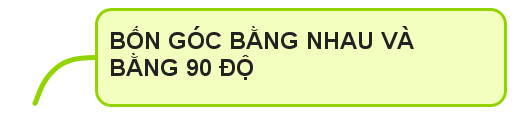 BỐN GÓC BẰNG NHAU VÀ
BẰNG 90 ĐỘ